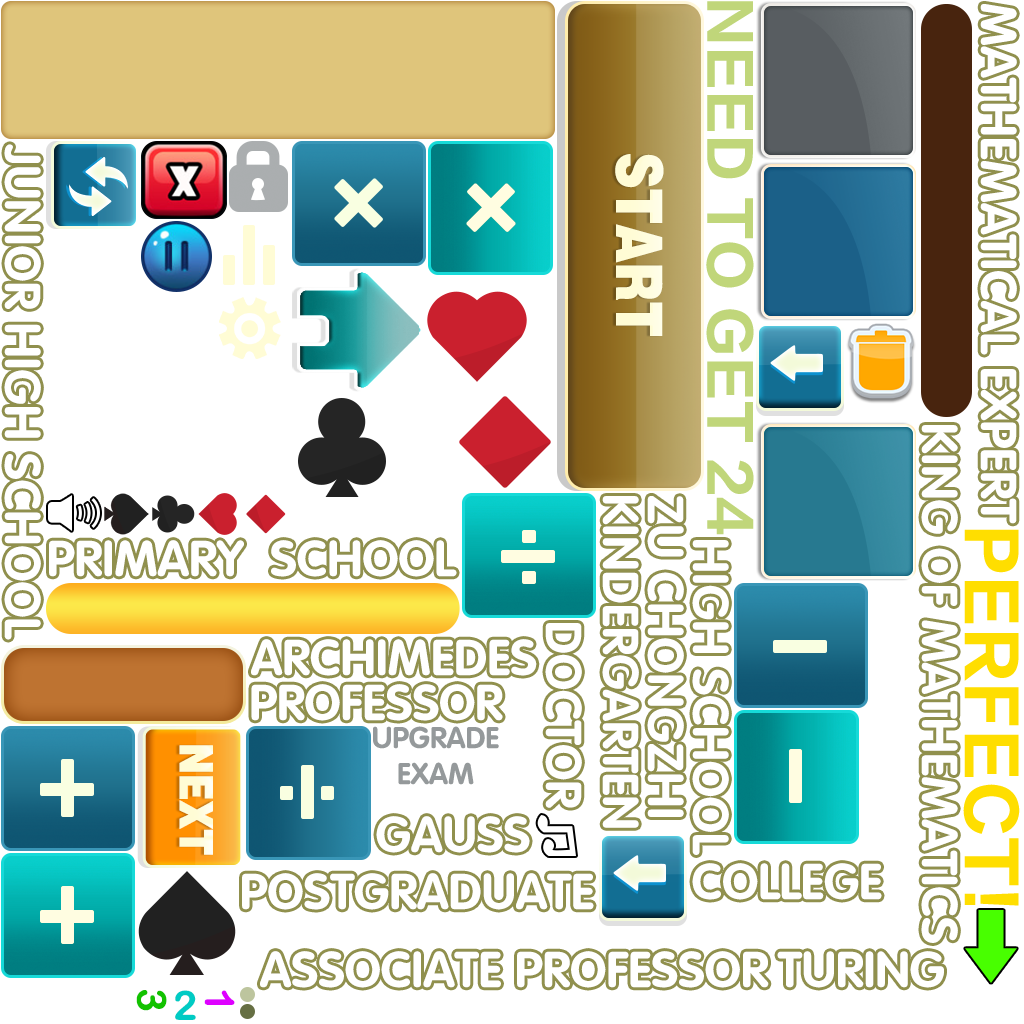 MATHEMATICAL EXPERT
NEED TO GET 24
START
JUNIOR HIGH SCHOOL
X
×
×
KING OF MATHEMATICS
PERFECT!
PRIMARY SCHOOL
÷
KINDERGARTEN
ZU CHONGZHI
HIGH SCHOOL
ARCHIMEDES
DOCTOR
PROFESSOR
−
UPGRADE
EXAM
+
NEXT
÷
−
GAUSS
POSTGRADUATE
COLLEGE
+
ASSOCIATE PROFESSOR
TURING
3
2
1